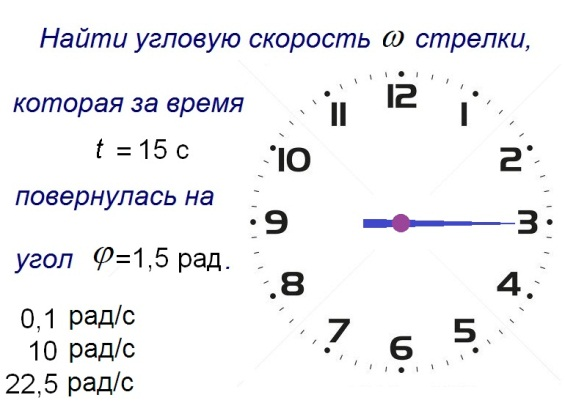 Найти угловую скорость ω стрелки,
которая за время
t = 15 с
повернулась на
угол φ=1,5 рад.
0,1 рад/с
10 рад/с
22,5 рад/с
12
1
2
3
4
5
6
7
8
9
10
11